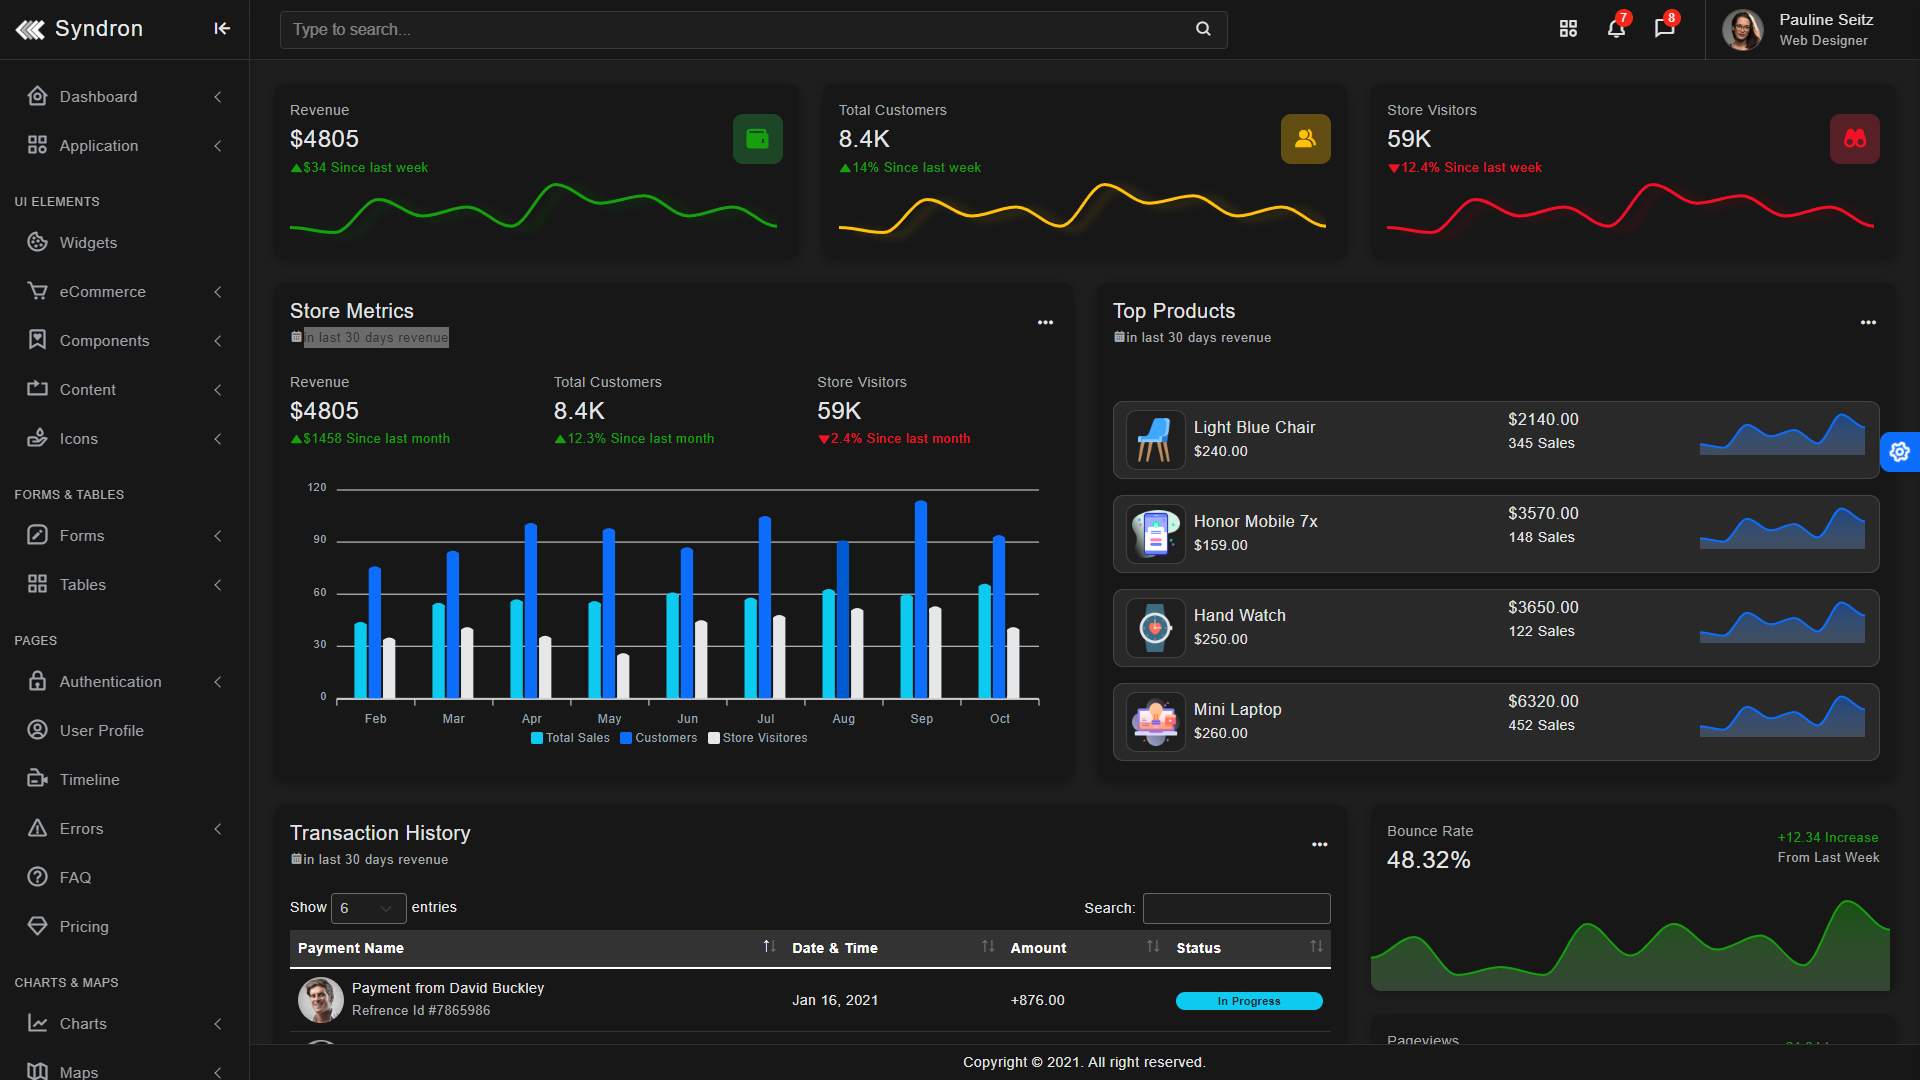 Syndron
Type to search...
7
8
Pauline Seitz
Web Designer
Dashboard
Application
UI ELEMENTS
Widgets
eCommerce
Components
Content
Icons
FORMS & TABLES
Forms
Tables
PAGES
Authentication
User Profile
Timeline
Errors
FAQ
Pricing
CHARTS & MAPS
Charts
Maps
Revenue
$4805
$34 Since last week
Total Customers
8.4K
14% Since last week
Store Visitors
59K
12.4% Since last week
Store Metrics
in last 30 days revenue
Revenue
$4805
$1458 Since last month
Total Customers
8.4K
12.3% Since last month
Store Visitors
59K
2.4% Since last month
120
90
60
30
0
Feb Mar Apr May Jun Jul Aug Sep Oct
Total Sales Customers Store Visitores
Top Products
in last 30 days revenue
Light Blue Chair
$240.00
$2140.00
345 Sales
Honor Mobile 7x
$159.00
$3570.00
148 Sales
Hand Watch
$250.00
$3650.00
122 Sales
Mini Laptop
$260.00
$6320.00
452 Sales
Transaction History
in last 30 days revenue
Show 6 entries
Search:
Payment Name Date & Time Amount Status
Payment from David Buckley
Refrence Id #7865986
Jan 16, 2021
+876.00
In Progress
Bounce Rate
48.32%
+12.34 Increase
From Last Week
Pageviews
Copyright © 2021. All right reserved.